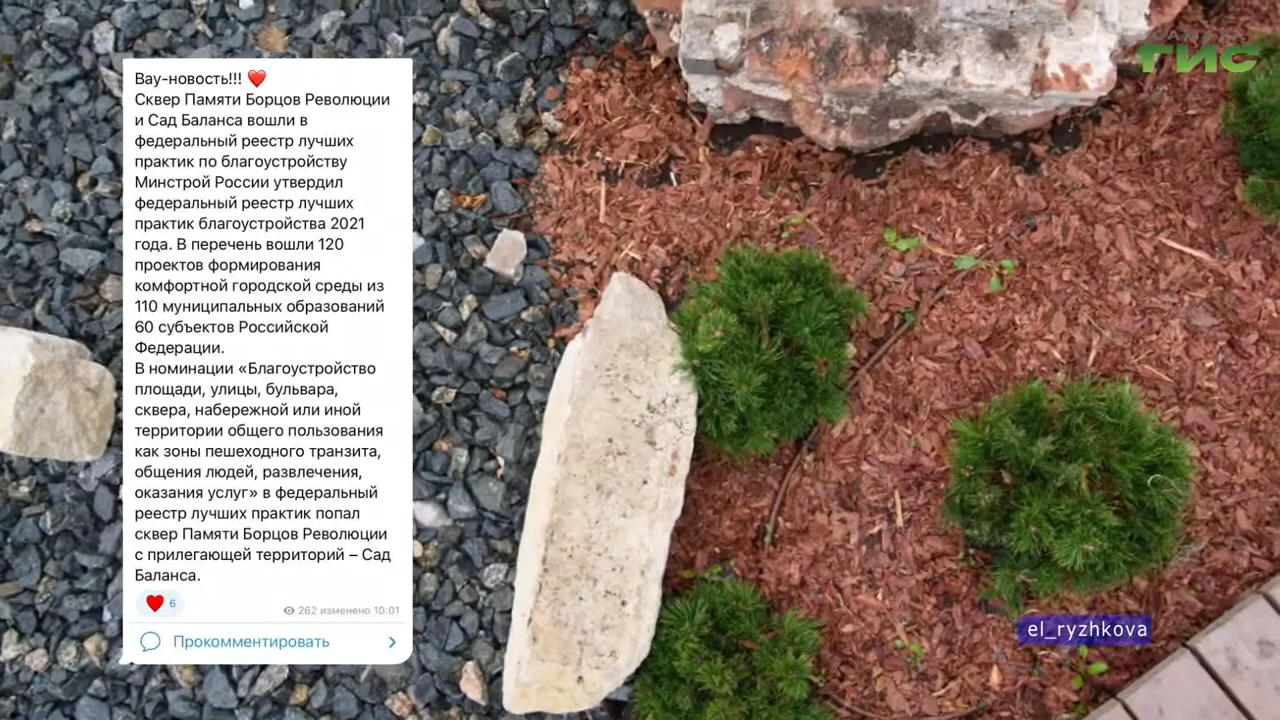 Вау-новость!!! ❤️
Сквер Памяти Борцов Революции
и Сад Баланса вошли в
федеральный реестр лучших
практик по благоустройству
Минстрой России утвердил
федеральный реестр лучших
практик благоустройства 2021
года. В перечень вошли 120
проектов формирования
комфортной городской среды из
110 муниципальных образований
60 субъектов Российской
Федерации.
В номинации «Благоустройство
площади, улицы, бульвара,
сквера, набережной или иной
территории общего пользования
как зоны пешеходного транзита,
общения людей, развлечения,
оказания услуг» в федеральный
реестр лучших практик попал
сквер Памяти Борцов Революции
с прилегающей территорий – Сад
Баланса.
❤️ 6
262 изменено 10:01
Прокомментировать
ГИС
el_ryzhkova